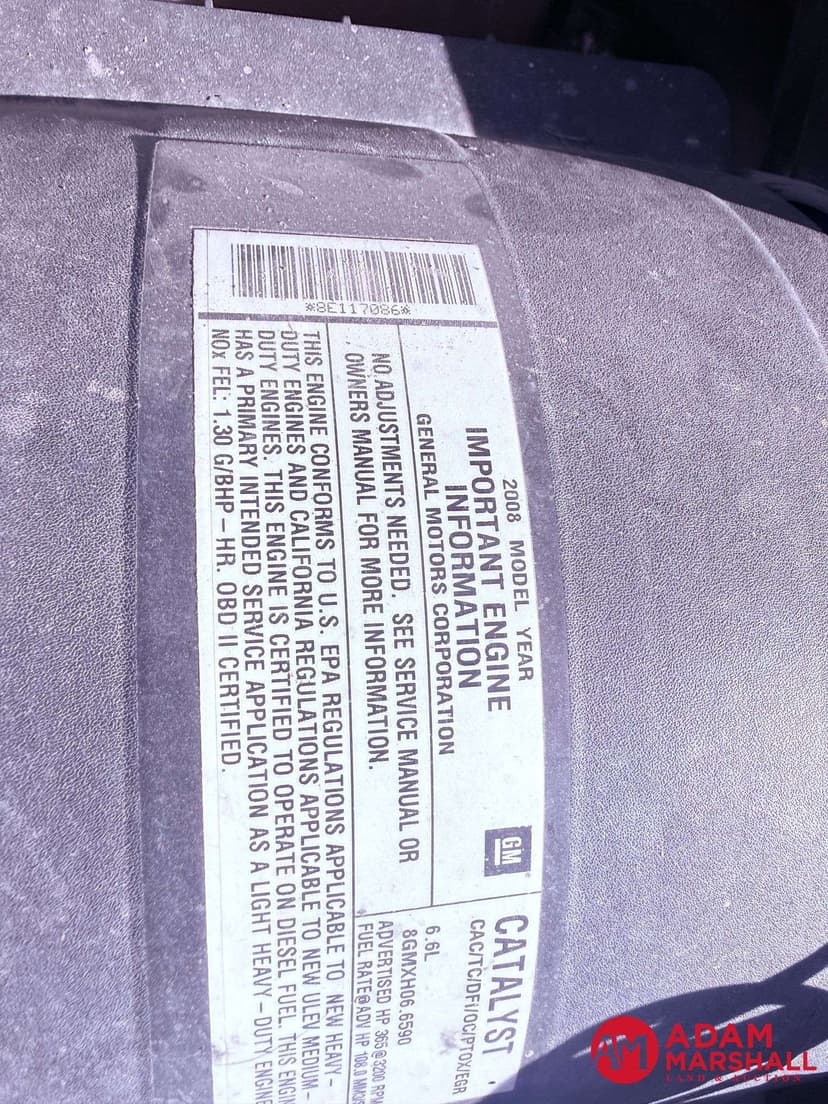 *8E117086*
2008 MODEL YEAR
IMPORTANT ENGINE
INFORMATION
GENERAL MOTORS CORPORATION
GM
NO ADJUSTMENTS NEEDED. SEE SERVICE MANUAL OR
OWNERS MANUAL FOR MORE INFORMATION.
THIS ENGINE CONFORMS TO U.S. EPA REGULATIONS APPLICABLE TO NEW HEAVY-
DUTY ENGINES AND CALIFORNIA REGULATIONS APPLICABLE TO NEW ULEV MEDIUM-
DUTY ENGINES. THIS ENGINE IS CERTIFIED TO OPERATE ON DIESEL FUEL. THIS
HAS A PRIMARY INTENDED SERVICE APPLICATION AS A LIGHT HEAVY-DUTY ENGINE
NOx FEL: 1.30 G/BHP-HR. OBD II CERTIFIED.
CATALYST
CAC/TC/DFI/OC/PTOX/EGR
6.6L
8GMXH06.6590
ADVERTISED HP 365@3200 RPM
FUEL RATE@ADV HP 108.9
AM ADAM
MARSHALL
LAND & AUCTION